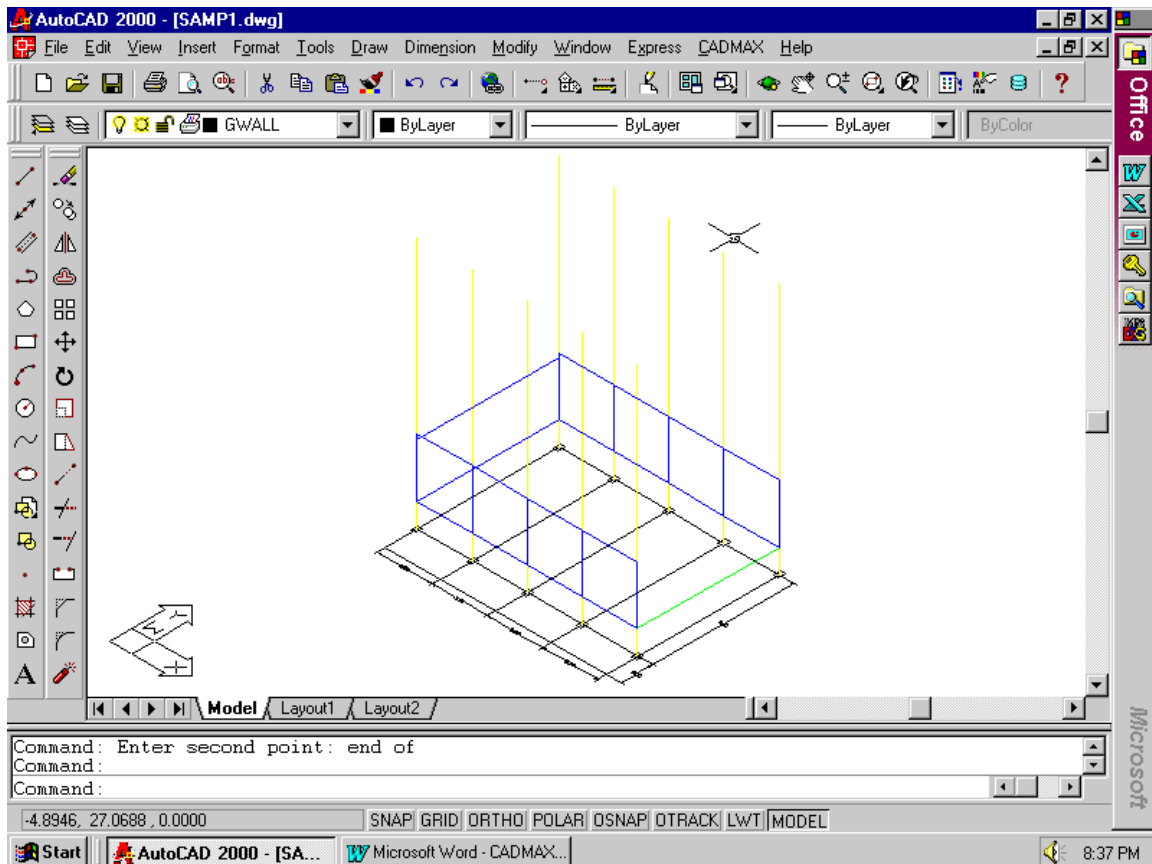 AutoCAD 2000 - [SAMP1.dwg]
File Edit View Insert Format Tools Draw Dimension Modify Window Express CADMAX Help
Office
GWALL ByLayer ByLayer ByLayer ByColor
A
Model Layout1 Layout2
Command: Enter second point: end of
Command:
Command:
Microsoft
-4.8946, 27.0688 , 0.0000 SNAP GRID ORTHO POLAR OSNAP OTRACK LWT MODEL
Start AutoCAD 2000 - [SA... Microsoft Word - CADMAX... 8:37 PM